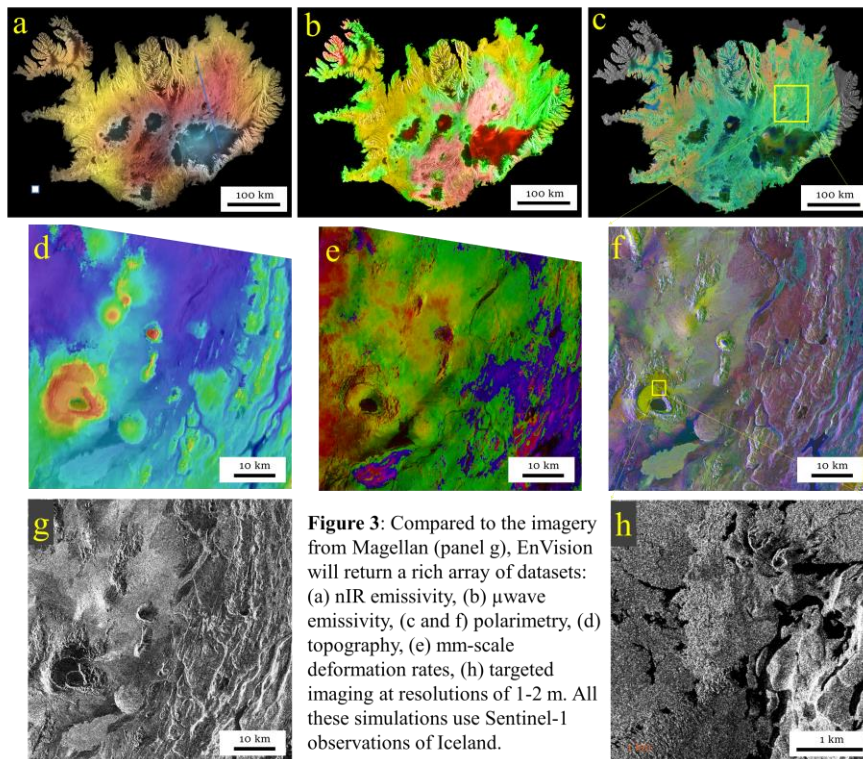 a
b
c
100 km
100 km
100 km
d
e
f
10 km
10 km
10 km
g
h
Figure 3: Compared to the imagery
from Magellan (panel g), EnVision
will return a rich array of datasets:
(a) nIR emissivity, (b) µwave
emissivity, (c and f) polarimetry, (d)
topography, (e) mm-scale
deformation rates, (h) targeted
imaging at resolutions of 1-2 m. All
these simulations use Sentinel-1
observations of Iceland.
10 km
1 km